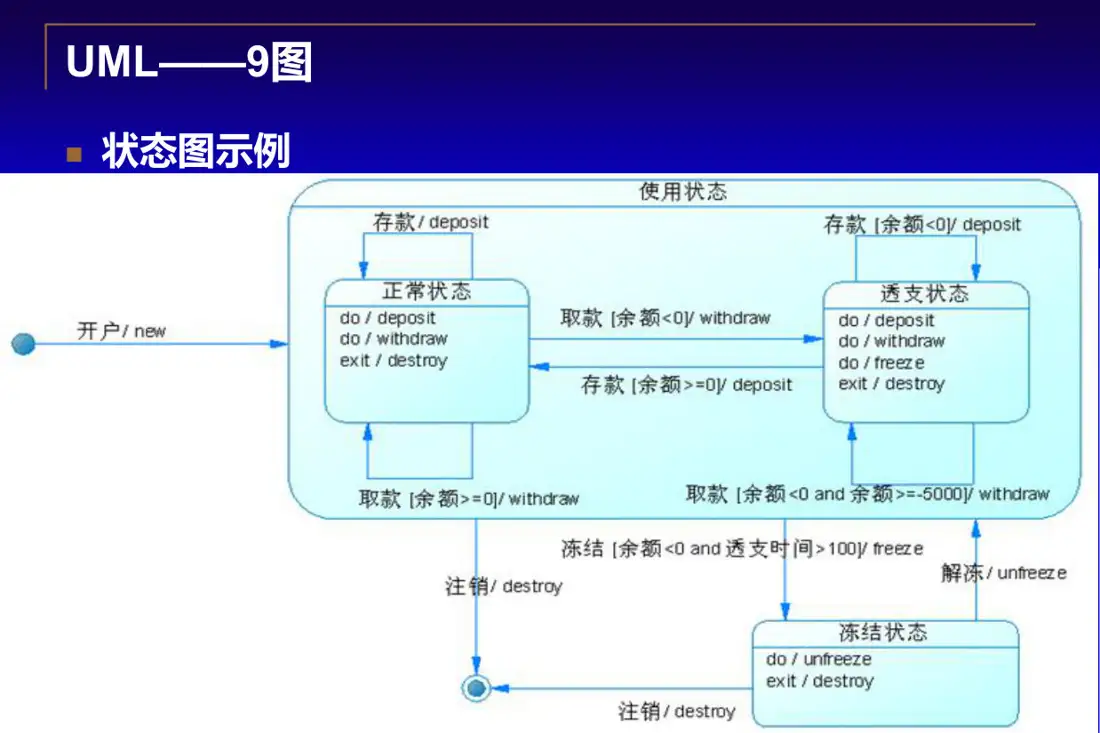 UML——9图
状态图示例
使用状态
存款 / deposit
存款 [余额<0]/ deposit
正常状态
do / deposit
do / withdraw
exit / destroy
透支状态
do / deposit
do / withdraw
do / freeze
exit / destroy
开户/ new
取款 [余额<0]/ withdraw
存款 [余额>=0]/ deposit
取款 [余额>=0]/ withdraw
取款 [余额<0 and 余额>=-5000]/ withdraw
冻结 [余额<0 and 透支时间>100]/ freeze
注销/ destroy
解冻/ unfreeze
冻结状态
do / unfreeze
exit / destroy
注销/ destroy